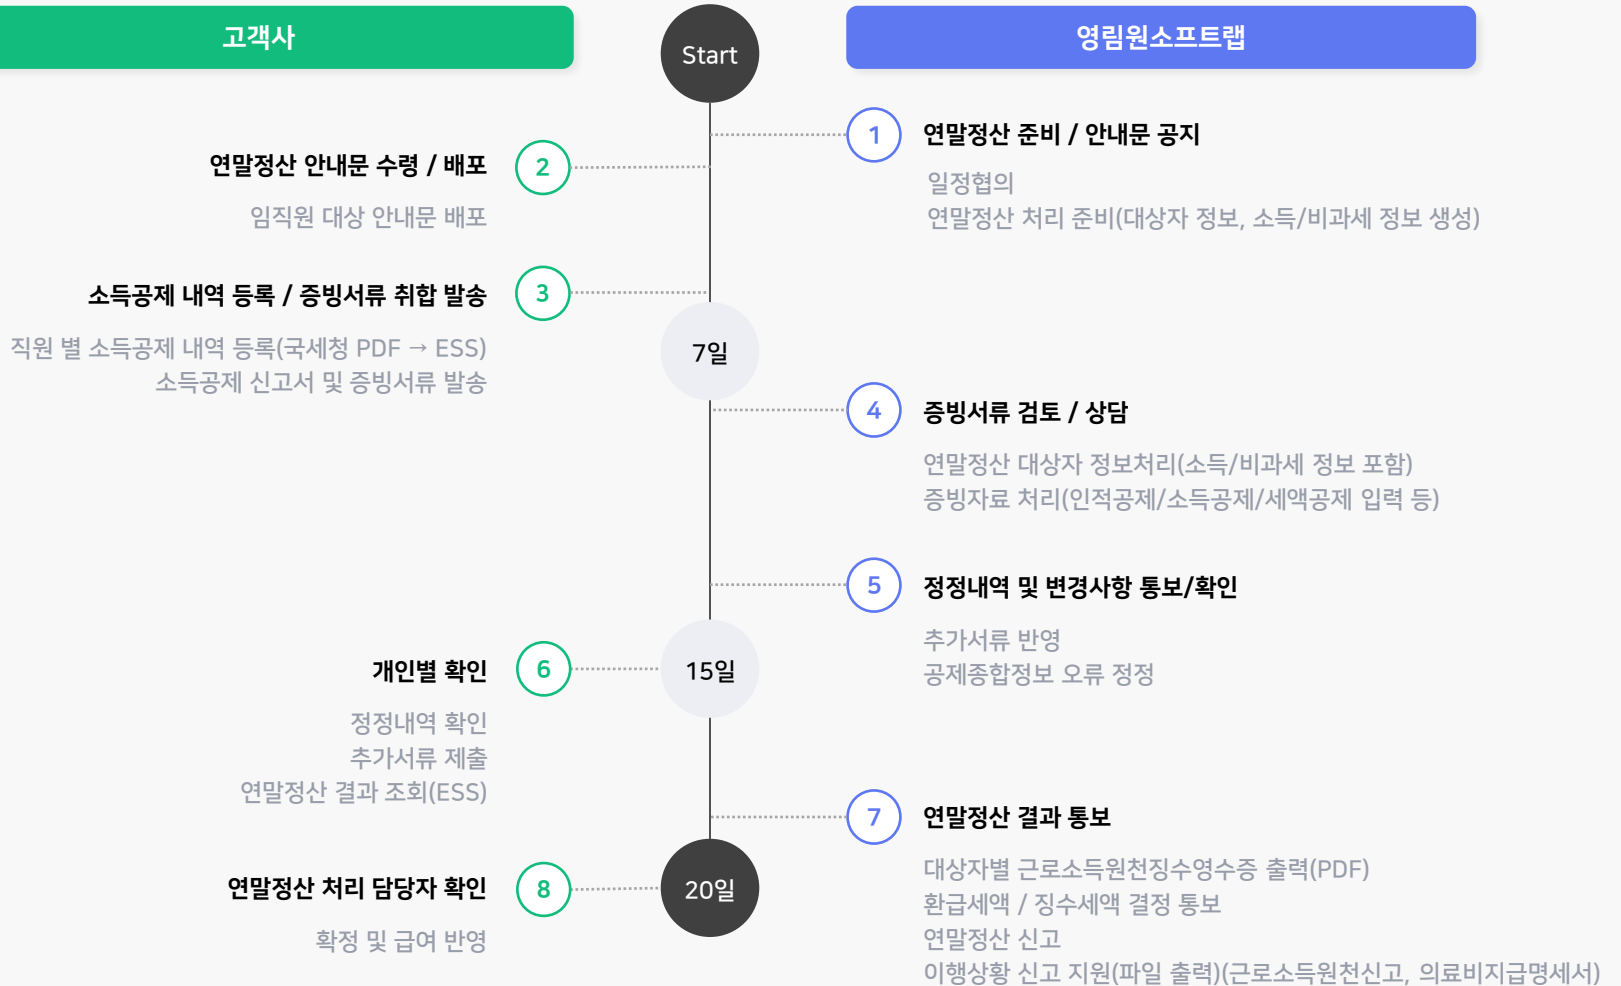 고객사
Start
영림원소프트랩
1
연말정산 준비 / 안내문 공지
일정협의
연말정산 처리 준비(대상자 정보, 소득/비과세 정보 생성)
연말정산 안내문 수령 / 배포
2
임직원 대상 안내문 배포
소득공제 내역 등록 / 증빙서류 취합 발송
3
직원 별 소득공제 내역 등록(국세청 PDF → ESS)
소득공제 신고서 및 증빙서류 발송
7일
4
증빙서류 검토 / 상담
연말정산 대상자 정보처리(소득/비과세 정보 포함)
증빙자료 처리(인적공제/소득공제/세액공제 입력 등)
5
정정내역 및 변경사항 통보/확인
추가서류 반영
공제종합정보 오류 정정
15일
개인별 확인
6
정정내역 확인
추가서류 제출
연말정산 결과 조회(ESS)
7
연말정산 결과 통보
대상자별 근로소득원천징수영수증 출력(PDF)
환급세액 / 징수세액 결정 통보
연말정산 신고
이행상황 신고 지원(파일 출력)(근로소득원천신고, 의료비지급명세서)
연말정산 처리 담당자 확인
8
20일
확정 및 급여 반영